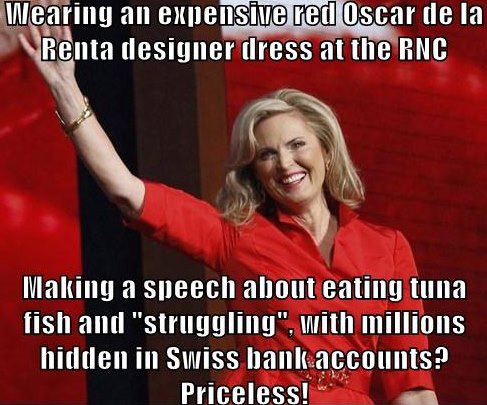 Wearing an expensive red Oscar de la
Renta designer dress at the RNC
Making a speech about eating tuna
fish and "struggling", with millions
hidden in Swiss bank accounts?
Priceless!